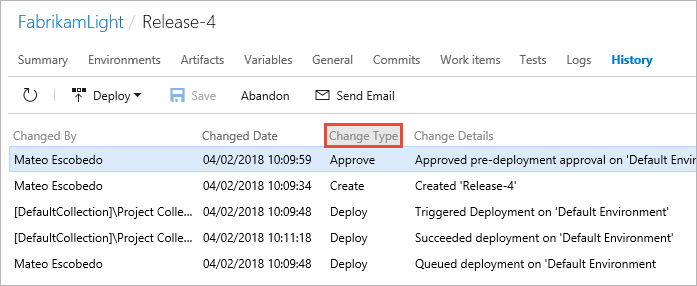 FabrikamLight / Release-4
Summary Environments Artifacts Variables General Commits Work items Tests Logs History
Deploy Save Abandon Send Email
Changed By Changed Date Change Type Change Details
Mateo Escobedo 04/02/2018 10:09:59 Approve Approved pre-deployment approval on 'Default Envir
Mateo Escobedo 04/02/2018 10:09:34 Create Created 'Release-4'
[DefaultCollection]\Project Colle... 04/02/2018 10:09:48 Deploy Triggered Deployment on 'Default Environment'
[DefaultCollection]\Project Colle... 04/02/2018 10:11:18 Deploy Succeeded deployment on 'Default Environment'
Mateo Escobedo 04/02/2018 10:09:48 Deploy Queued deployment on 'Default Environment